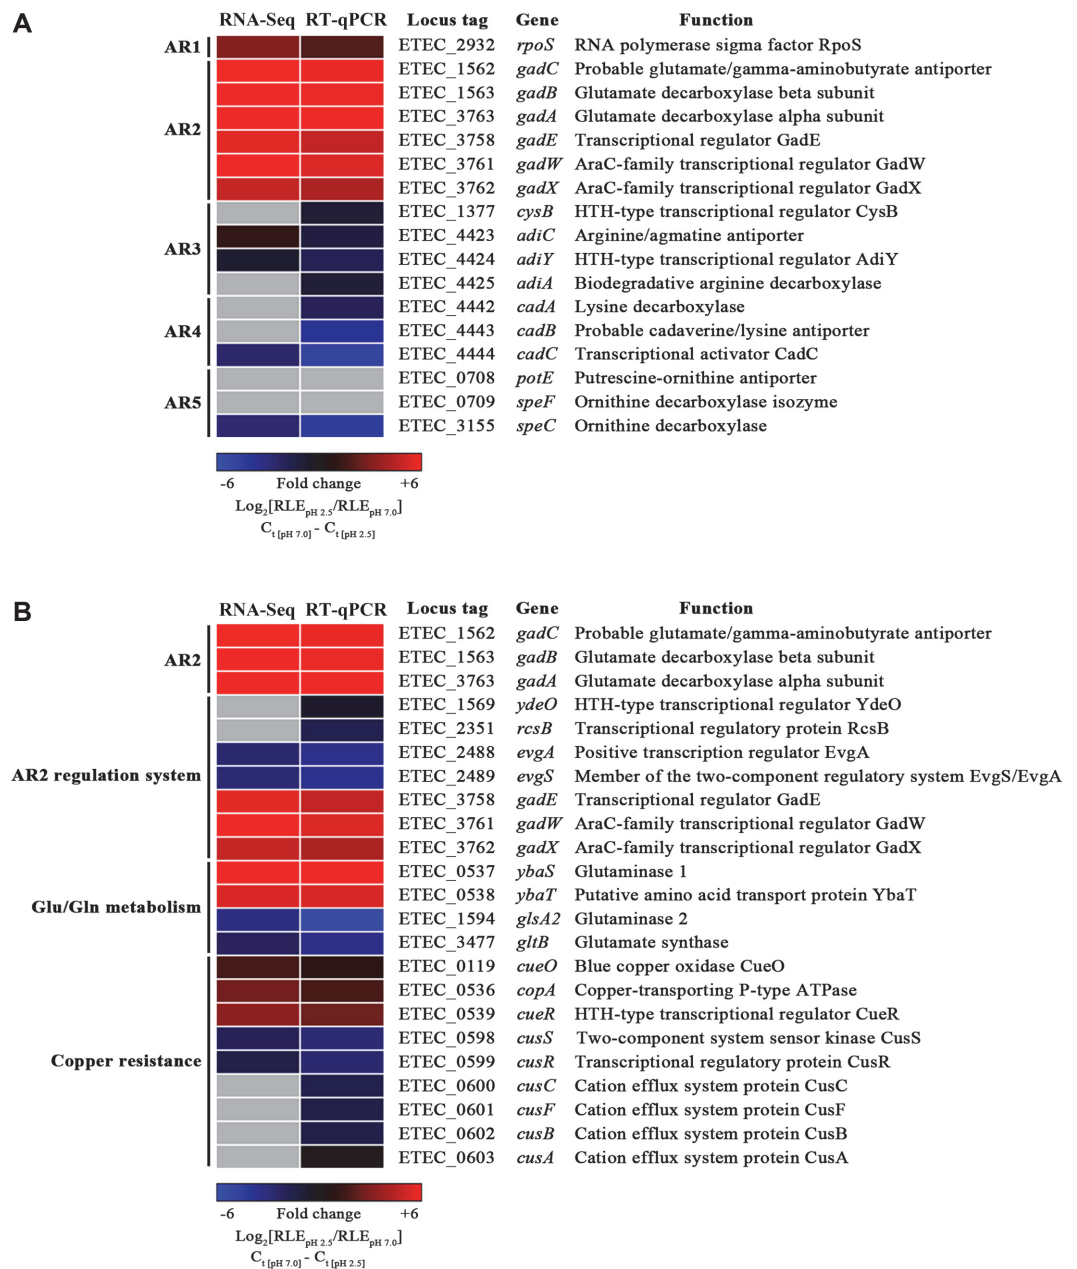 A
RNA-Seq RT-qPCR Locus tag Gene Function
AR1 ETEC_2932 rpoS RNA polymerase sigma factor RpoS
ETEC_1562 gadC Probable glutamate/gamma-aminobutyrate antiporter
ETEC_1563 gadB Glutamate decarboxylase beta subunit
AR2 ETEC_3763 gadA Glutamate decarboxylase alpha subunit
ETEC_3758 gadE Transcriptional regulator GadE
ETEC_3761 gadW AraC-family transcriptional regulator GadW
ETEC_3762 gadX AraC-family transcriptional regulator GadX
ETEC_1377 cysB HTH-type transcriptional regulator CysB
AR3 ETEC_4423 adiC Arginine/agmatine antiporter
ETEC_4424 adiY HTH-type transcriptional regulator AdiY
ETEC_4425 adiA Biodegradative arginine decarboxylase
ETEC_4442 cadA Lysine decarboxylase
AR4 ETEC_4443 cadB Probable cadaverine/lysine antiporter
ETEC_4444 cadC Transcriptional activator CadC
ETEC_0708 potE Putrescine-ornithine antiporter
AR5 ETEC_0709 speF Ornithine decarboxylase isozyme
ETEC_3155 speC Ornithine decarboxylase
-6 Fold change +6
Log2[RLEpH 2.5/RLEpH 7.0]
Ct [pH 7.0] - Ct [pH 2.5]
B
RNA-Seq RT-qPCR Locus tag Gene Function
ETEC_1562 gadC Probable glutamate/gamma-aminobutyrate antiporter
AR2 ETEC_1563 gadB Glutamate decarboxylase beta subunit
ETEC_3763 gadA Glutamate decarboxylase alpha subunit
ETEC_1569 ydeO HTH-type transcriptional regulator YdeO
ETEC_2351 rcsB Transcriptional regulatory protein RcsB
ETEC_2488 evgA Positive transcription regulator EvgA
AR2 regulation system ETEC_2489 evgS Member of the two-component regulatory system EvgS/EvgA
ETEC_3758 gadE Transcriptional regulator GadE
ETEC_3761 gadW AraC-family transcriptional regulator GadW
ETEC_3762 gadX AraC-family transcriptional regulator GadX
ETEC_0537 ybaS Glutaminase 1
Glu/Gln metabolism ETEC_0538 ybaT Putative amino acid transport protein YbaT
ETEC_1594 glsA2 Glutaminase 2
ETEC_3477 gltB Glutamate synthase
ETEC_0119 cueO Blue copper oxidase CueO
ETEC_0536 copA Copper-transporting P-type ATPase
ETEC_0539 cueR HTH-type transcriptional regulator CueR
ETEC_0598 cusS Two-component system sensor kinase CusS
Copper resistance ETEC_0599 cusR Transcriptional regulatory protein CusR
ETEC_0600 cusC Cation efflux system protein CusC
ETEC_0601 cusF Cation efflux system protein CusF
ETEC_0602 cusB Cation efflux system protein CusB
ETEC_0603 cusA Cation efflux system protein CusA
-6 Fold change +6
Log2[RLEpH 2.5/RLEpH 7.0]
Ct [pH 7.0] - Ct [pH 2.5]